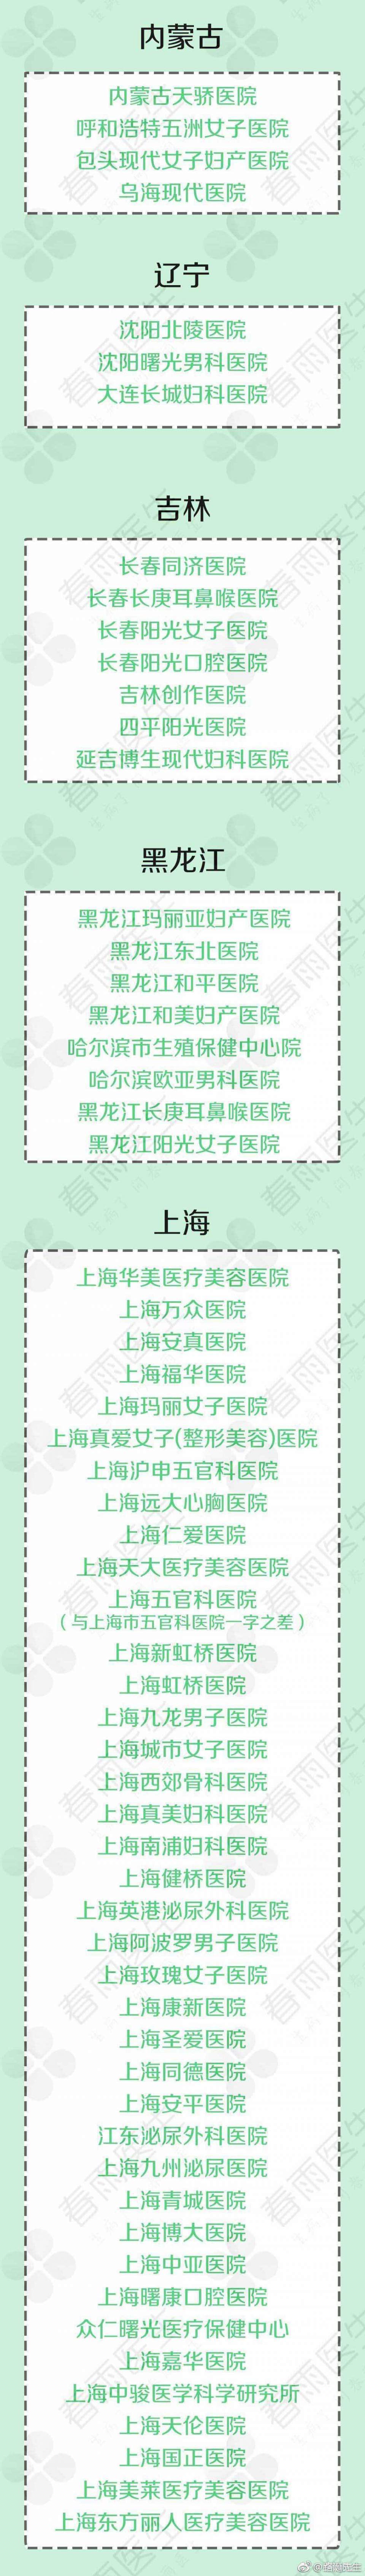 内蒙古
内蒙古天骄医院
呼和浩特五洲女子医院
包头现代女子妇产医院
乌海现代医院
辽宁
沈阳北陵医院
沈阳曙光男科医院
大连长城妇科医院
吉林
长春同济医院
长春长庚耳鼻喉医院
长春阳光女子医院
长春阳光口腔医院
吉林创作医院
四平阳光医院
延吉博生现代妇科医院
黑龙江
黑龙江玛丽亚妇产医院
黑龙江东北医院
黑龙江和平医院
黑龙江和美妇产医院
哈尔滨市生殖保健中心院
哈尔滨欧亚男科医院
黑龙江长庚耳鼻喉医院
黑龙江阳光女子医院
上海
上海华美医疗美容医院
上海万众医院
上海安真医院
上海福华医院
上海玛丽女子医院
上海真爱女子(整形美容)医院
上海沪申五官科医院
上海远大心胸医院
上海仁爱医院
上海天大医疗美容医院
上海五官科医院
（与上海市五官科医院一字之差）
上海新虹桥医院
上海虹桥医院
上海九龙男子医院
上海城市女子医院
上海西郊骨科医院
上海真美妇科医院
上海南浦妇科医院
上海健桥医院
上海英港泌尿外科医院
上海阿波罗男子医院
上海玫瑰女子医院
上海康新医院
上海圣爱医院
上海同德医院
上海安平医院
江东泌尿外科医院
上海九州泌尿医院
上海青城医院
上海博大医院
上海中亚医院
上海曙康口腔医院
众仁曙光医疗保健中心
上海嘉华医院
上海中骏医学科学研究所
上海天伦医院
上海国正医院
上海美莱医疗美容医院
上海东方丽人医疗美容医院